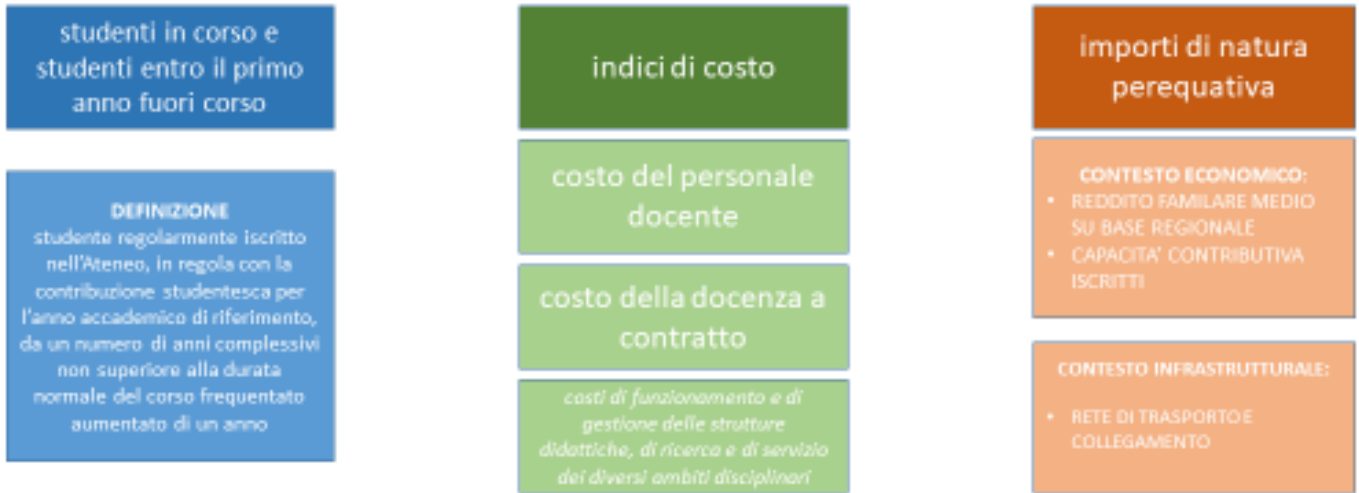 studenti in corso e
studenti entro il primo
anno fuori corso
DEFINIZIONE
studente regolarmente iscritto
nell'Ateneo, in regola con la
contribuzione studentesca per
l'anno accademico di riferimento,
da un numero di anni complessivi
non superiore alla durata
normale del corso frequentato
aumentato di un anno
indici di costo
costo del personale
docente
costo della docenza a
contratto
costi di funzionamento e di
gestione delle strutture
didattiche, di ricerca e di servizio
dei diversi ambiti disciplinari
importi di natura
perequativa
CONTESTO ECONOMICO:
• REDDITO FAMILARE MEDIO
SU BASE REGIONALE
• CAPACITA' CONTRIBUTIVA
ISCRITTI
CONTESTO INFRASTRUTTURALE:
• RETE DI TRASPORTO E
COLLEGAMENTO